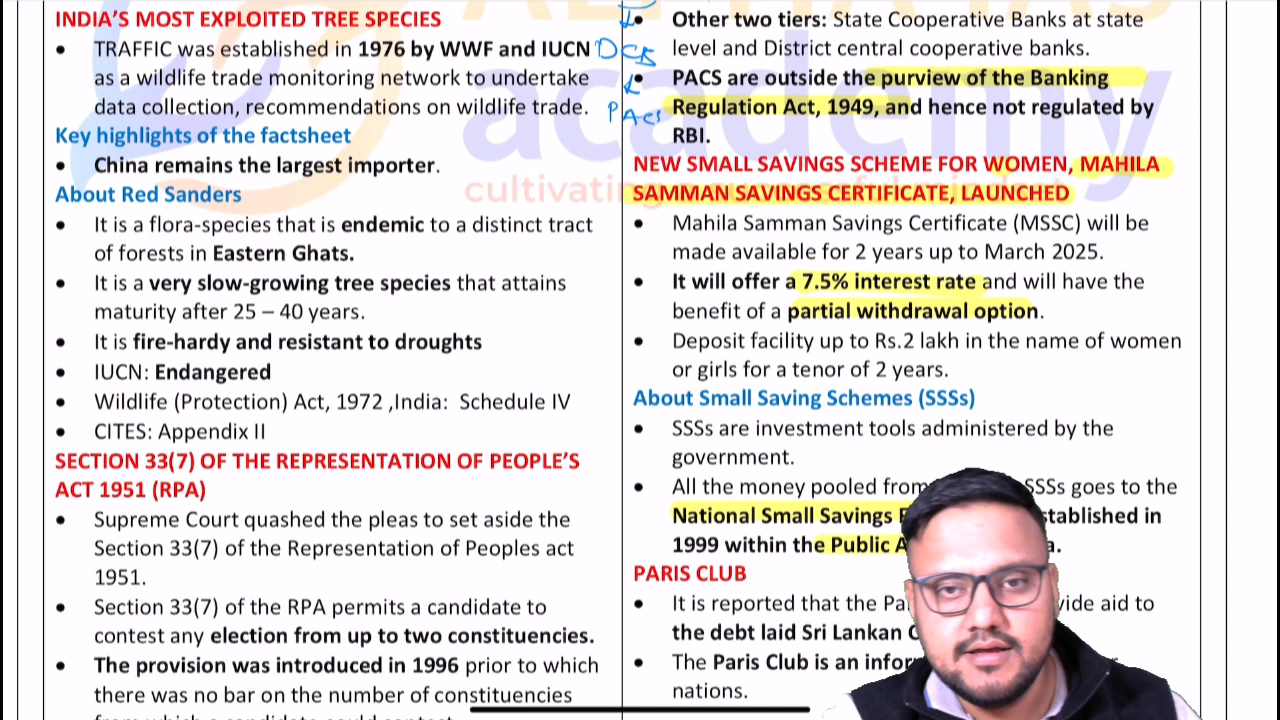 INDIA'S MOST EXPLOITED TREE SPECIES
• TRAFFIC was established in 1976 by WWF and IUCN
as a wildlife trade monitoring network to undertake
data collection, recommendations on wildlife trade.
Key highlights of the factsheet
• China remains the largest importer.
About Red Sanders
• It is a flora-species that is endemic to a distinct tract
of forests in Eastern Ghats.
• It is a very slow-growing tree species that attains
maturity after 25 – 40 years.
• It is fire-hardy and resistant to droughts
• IUCN: Endangered
• Wildlife (Protection) Act, 1972 ,India: Schedule IV
• CITES: Appendix II
SECTION 33(7) OF THE REPRESENTATION OF PEOPLE'S
ACT 1951 (RPA)
• Supreme Court quashed the pleas to set aside the
Section 33(7) of the Representation of Peoples act
1951.
• Section 33(7) of the RPA permits a candidate to
contest any election from up to two constituencies.
• The provision was introduced in 1996 prior to which
there was no bar on the number of constituencies
from which a candidate could contest.
DCB
PACS
• Other two tiers: State Cooperative Banks at state
level and District central cooperative banks.
• PACS are outside the purview of the Banking
Regulation Act, 1949, and hence not regulated by
RBI.
NEW SMALL SAVINGS SCHEME FOR WOMEN, MAHILA
SAMMAN SAVINGS CERTIFICATE, LAUNCHED
• Mahila Samman Savings Certificate (MSSC) will be
made available for 2 years up to March 2025.
• It will offer a 7.5% interest rate and will have the
benefit of a partial withdrawal option.
• Deposit facility up to Rs.2 lakh in the name of women
or girls for a tenor of 2 years.
About Small Saving Schemes (SSSs)
• SSSs are investment tools administered by the
government.
• All the money pooled from SSSs goes to the
National Small Savings established in
1999 within the Public
PARIS CLUB
• It is reported that the aid to
the debt laid Sri Lankan
• The Paris Club is an
nations.
academy
cultivating